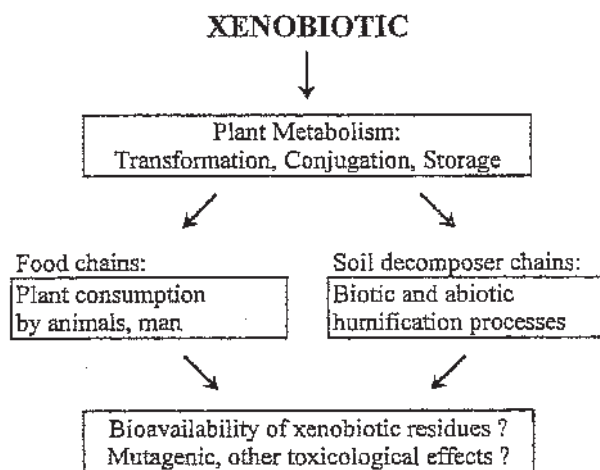 XENOBIOTIC
Plant Metabolism:
Transformation, Conjugation, Storage
Food chains:
Plant consumption
by animals, man
Soil decomposer chains:
Biotic and abiotic
humification processes
Bioavailability of xenobiotic residues ?
Mutagenic, other toxicological effects ?